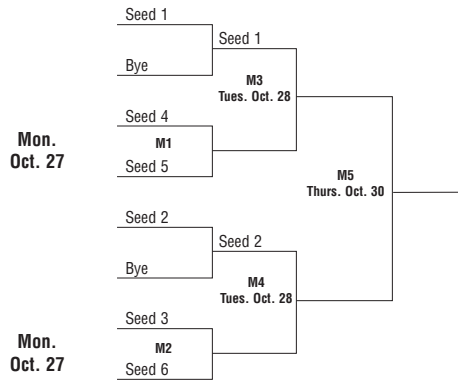 Seed 1
Seed 1
Bye
M3
Tues. Oct. 28
Seed 4
Mon.
Oct. 27
M1
Seed 5
M5
Thurs. Oct. 30
Seed 2
Seed 2
Bye
M4
Tues. Oct. 28
Seed 3
Mon.
Oct. 27
M2
Seed 6